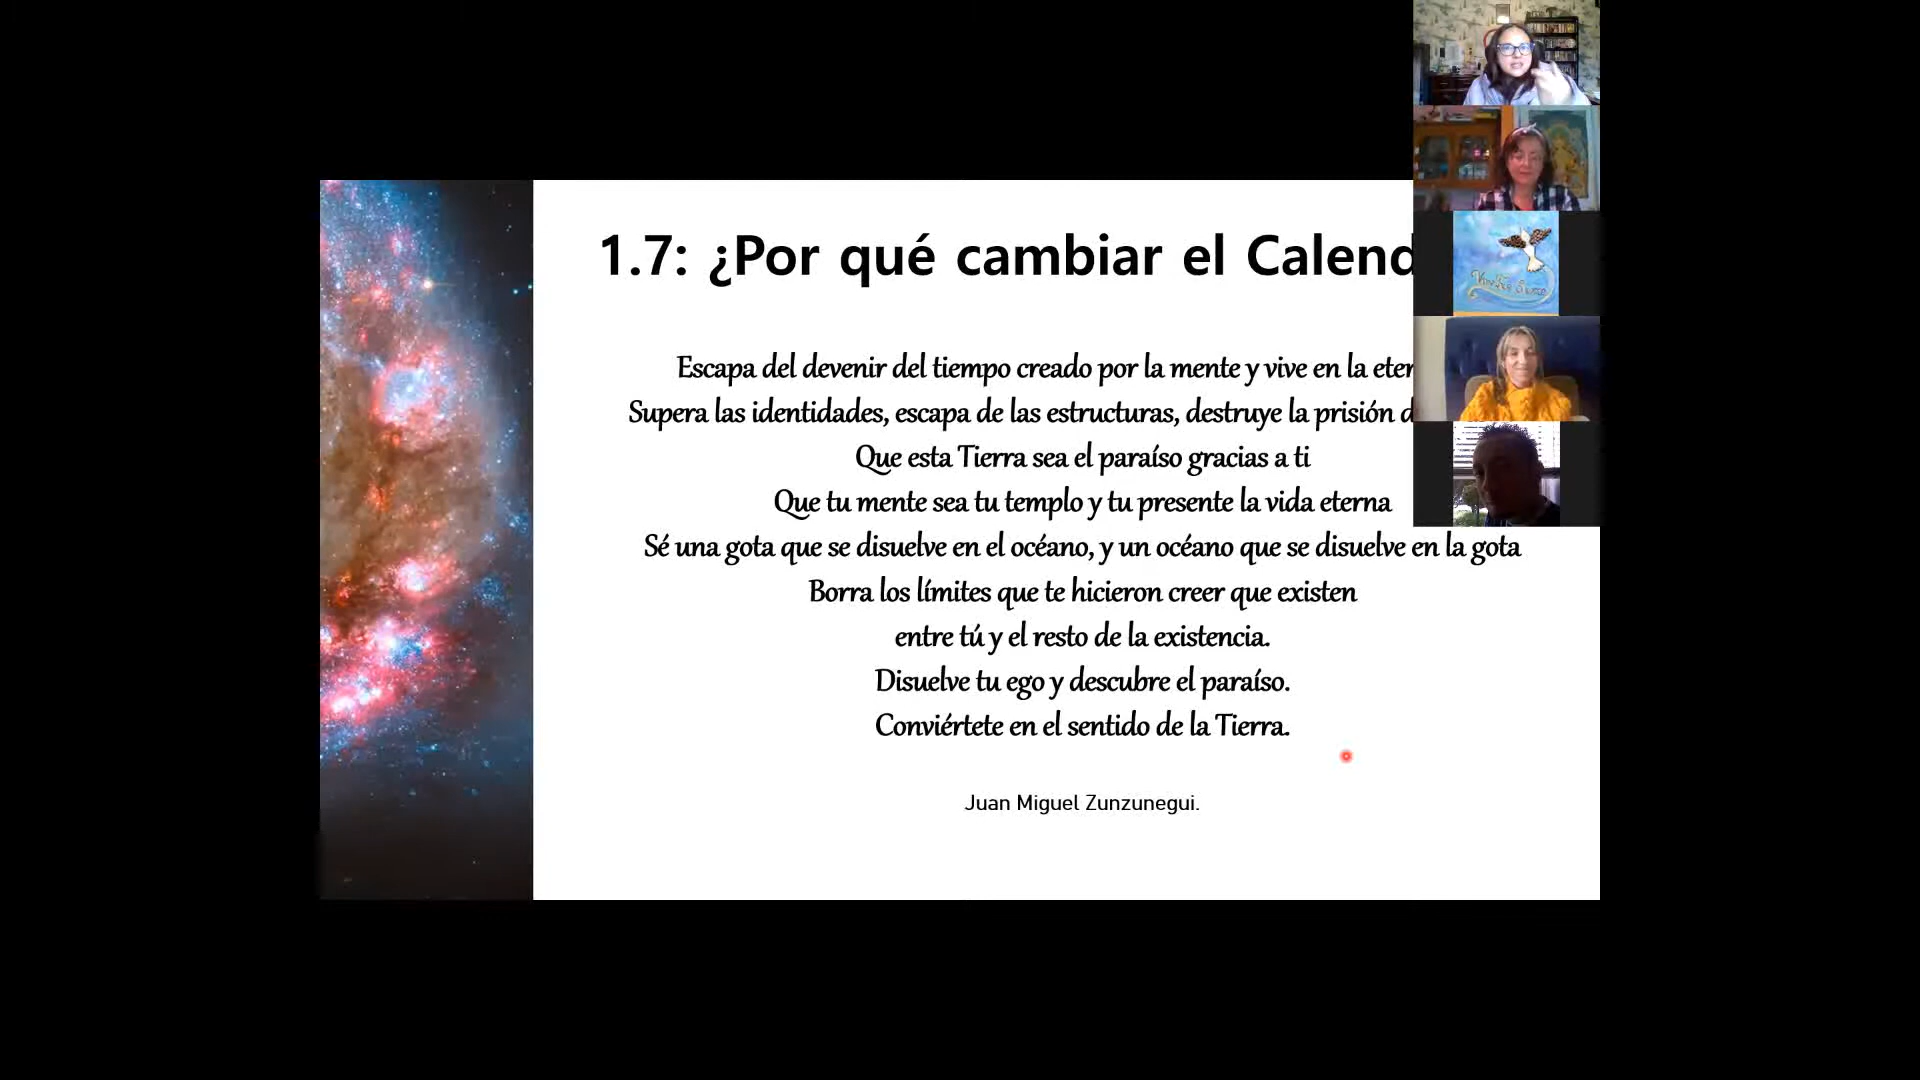 1.7: ¿Por qué cambiar el Calend
Escapa del devenir del tiempo creado por la mente y vive en la eter
Supera las identidades, escapa de las estructuras, destruye la prisión d
Que esta Tierra sea el paraíso gracias a ti
Que tu mente sea tu templo y tu presente la vida eterna
Sé una gota que se disuelve en el océano, y un océano que se disuelve en la gota
Borra los límites que te hicieron creer que existen
entre tú y el resto de la existencia.
Disuelve tu ego y descubre el paraíso.
Conviértete en el sentido de la Tierra.
Juan Miguel Zunzunegui.